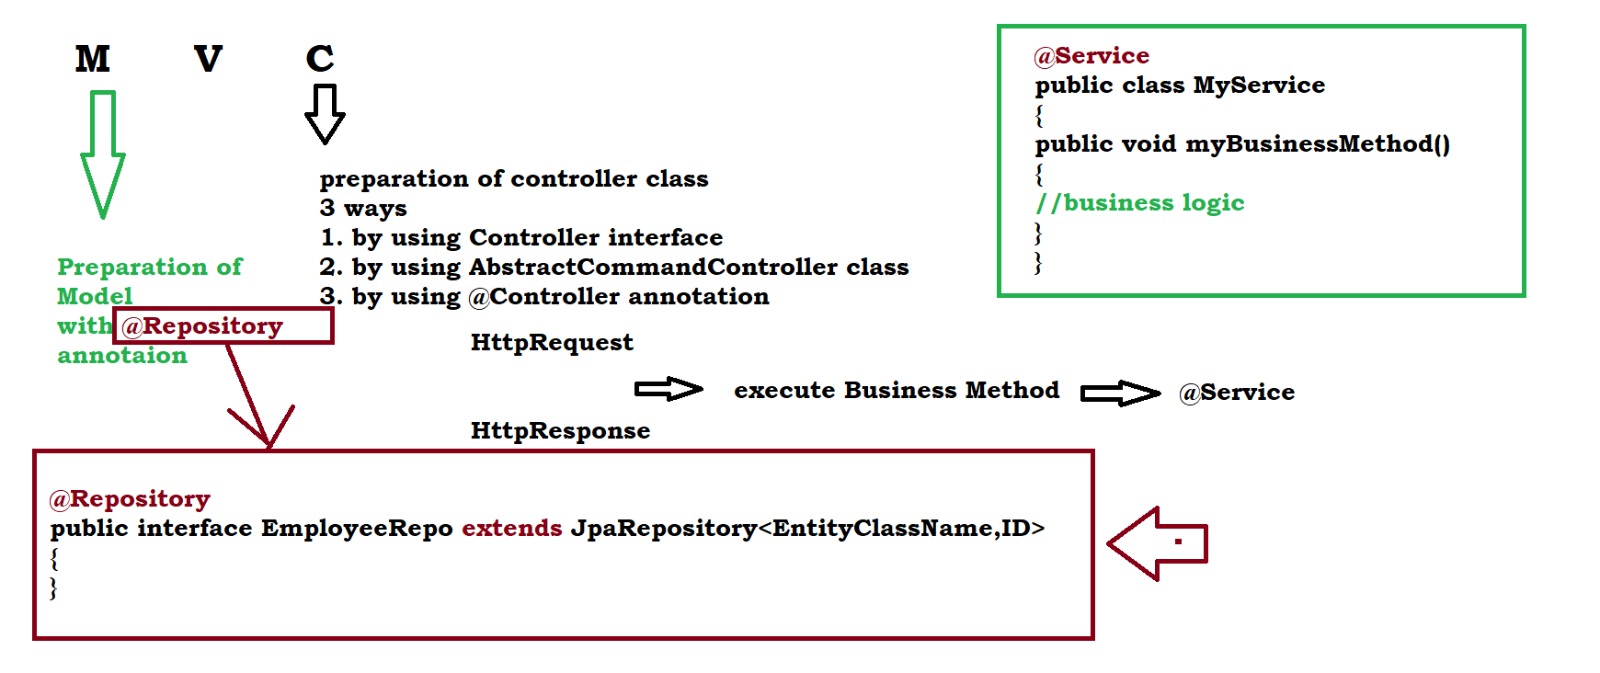 M V C
preparation of controller class
3 ways
1. by using Controller interface
2. by using AbstractCommandController class
3. by using @Controller annotation
Preparation of
Model
with @Repository
annotaion
HttpRequest
execute Business Method
@Service
HttpResponse
@Service
public class MyService
{
public void myBusinessMethod()
{
//business logic
}
}
@Repository
public interface EmployeeRepo extends JpaRepository<EntityClassName,ID>
{
}